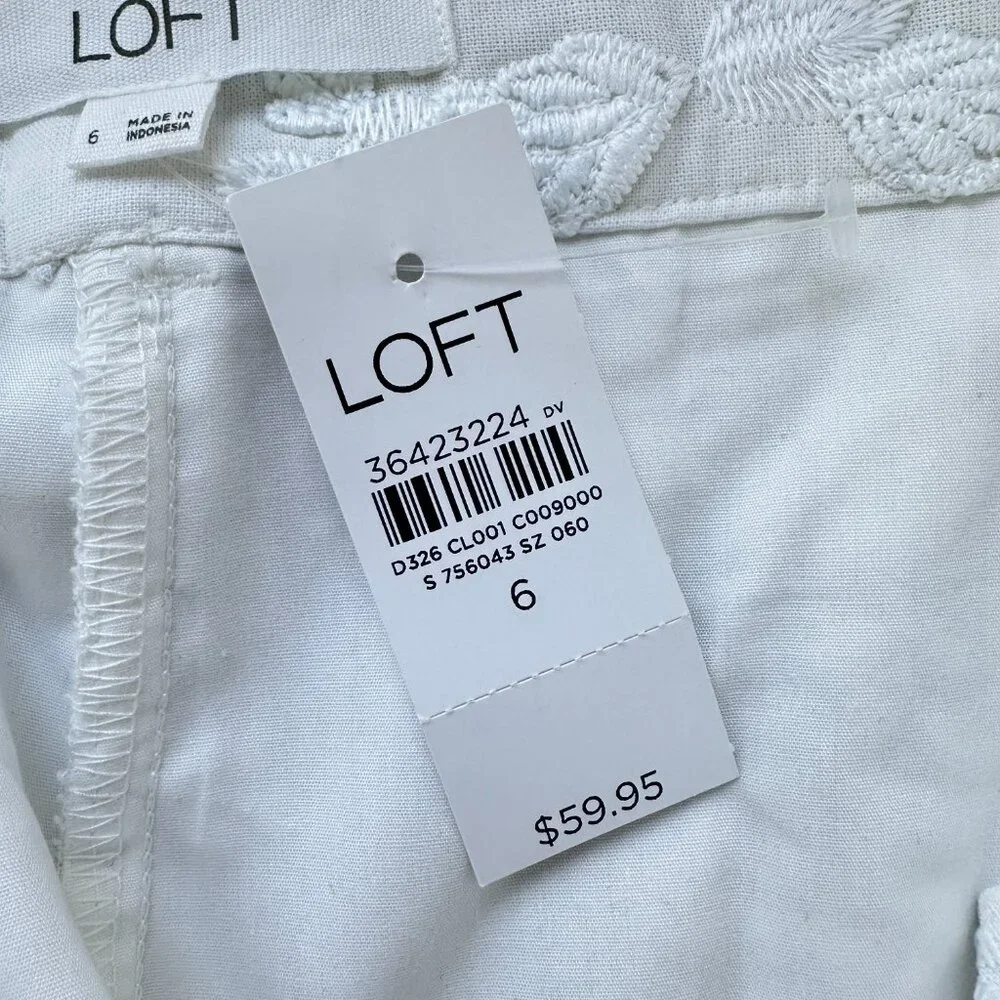 LOFT
6
MADE IN
INDONESIA
LOFT
36423224 DV
D326 CL001 C009000
S 756043 SZ 060
6
$59.95